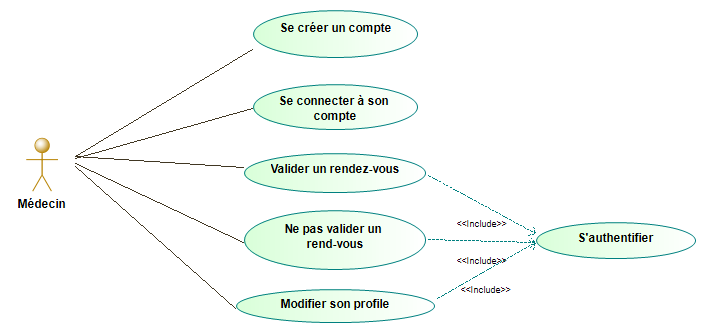 Se créer un compte
Se connecter à son
compte
Médecin
Valider un rendez-vous
Ne pas valider un
rend-vous
Modifier son profile
<<Include>>
<<Include>>
<<Include>>
S'authentifier